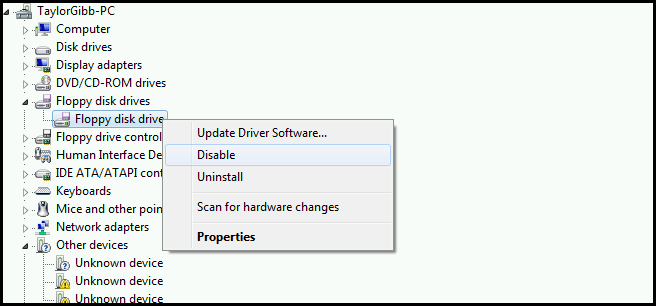 TaylorGibb-PC
Computer
Disk drives
Display adapters
DVD/CD-ROM drives
Floppy disk drives
Floppy disk drive
Update Driver Software...
Floppy drive control
Disable
Human Interface De
Uninstall
IDE ATA/ATAPI cont
Keyboards
Scan for hardware changes
Mice and other poin
Network adapters
Properties
Other devices
Unknown device
Unknown device
Unknown device